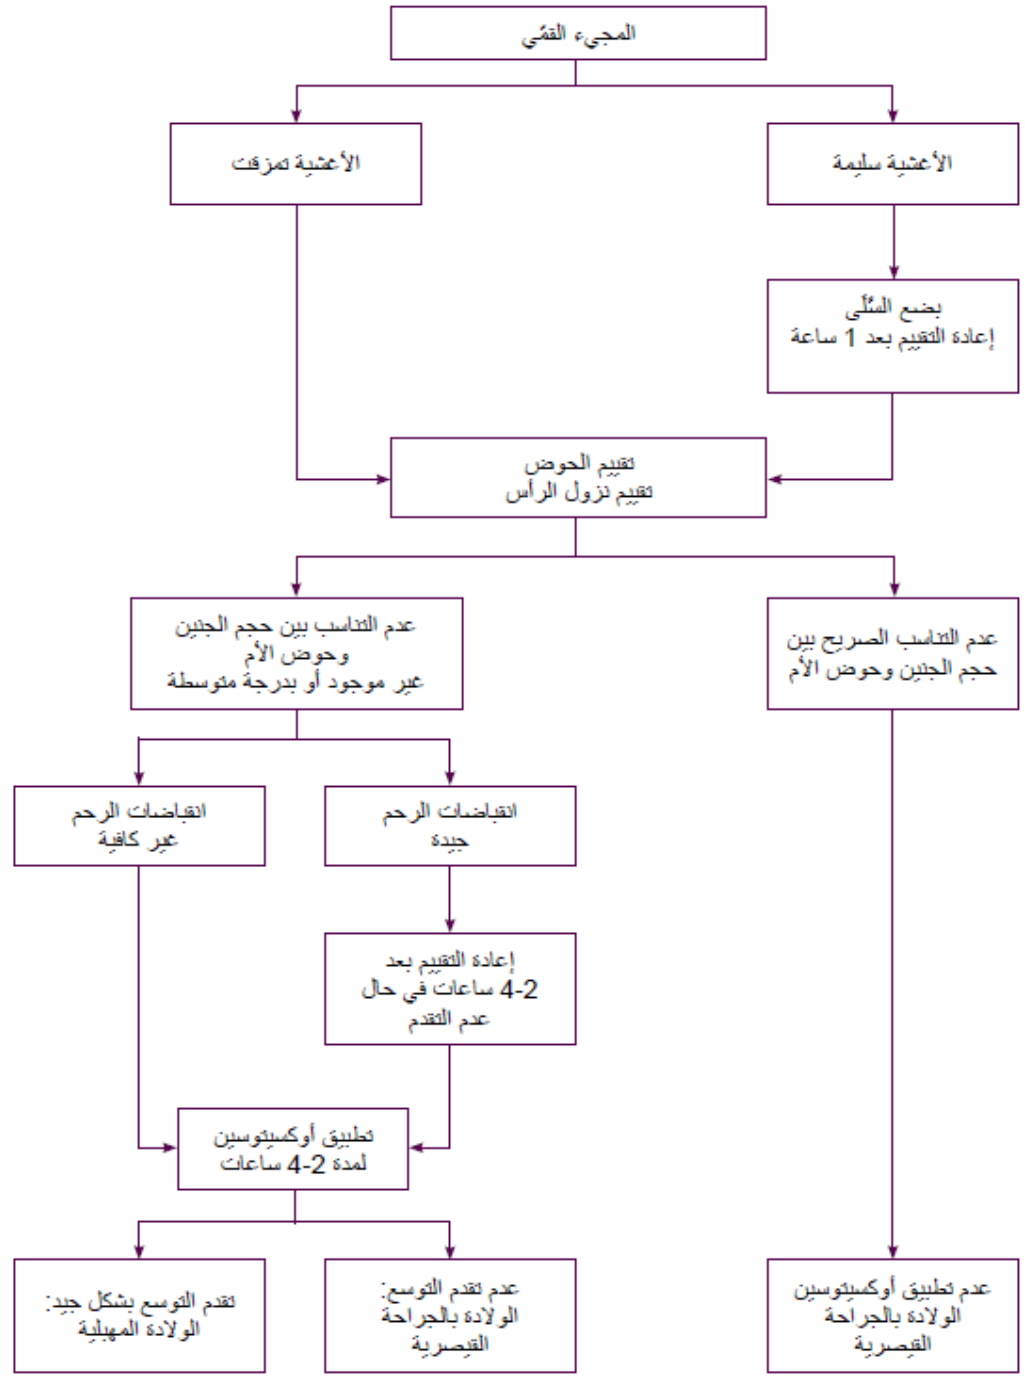 المجيء القمّي
الأغشية سليمة
الأغشية تمزقت
بضع السَّلَى
إعادة التقييم بعد 1 ساعة
تقييم الحوض
تقييم نزول الرأس
عدم التناسب الصريح بين
حجم الجنين وحوض الأم
عدم التناسب بين حجم الجنين
وحوض الأم
غير موجود أو بدرجة متوسطة
انقباضات الرحم
جيدة
انقباضات الرحم
غير كافية
إعادة التقييم بعد
2-4 ساعات في حال
عدم التقدم
تطبيق أوكسيتوسين
لمدة 2-4 ساعات
عدم تطبيق أوكسيتوسين
الولادة بالجراحة
القيصرية
عدم تقدم التوسع:
الولادة بالجراحة
القيصرية
تقدم التوسع بشكل جيد:
الولادة المهبلية